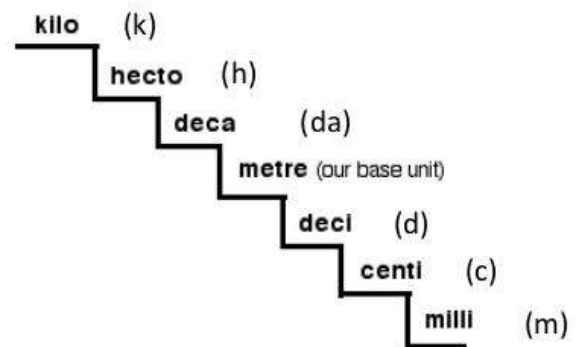 kilo (k)
hecto (h)
deca (da)
metre (our base unit)
deci (d)
centi (c)
milli (m)